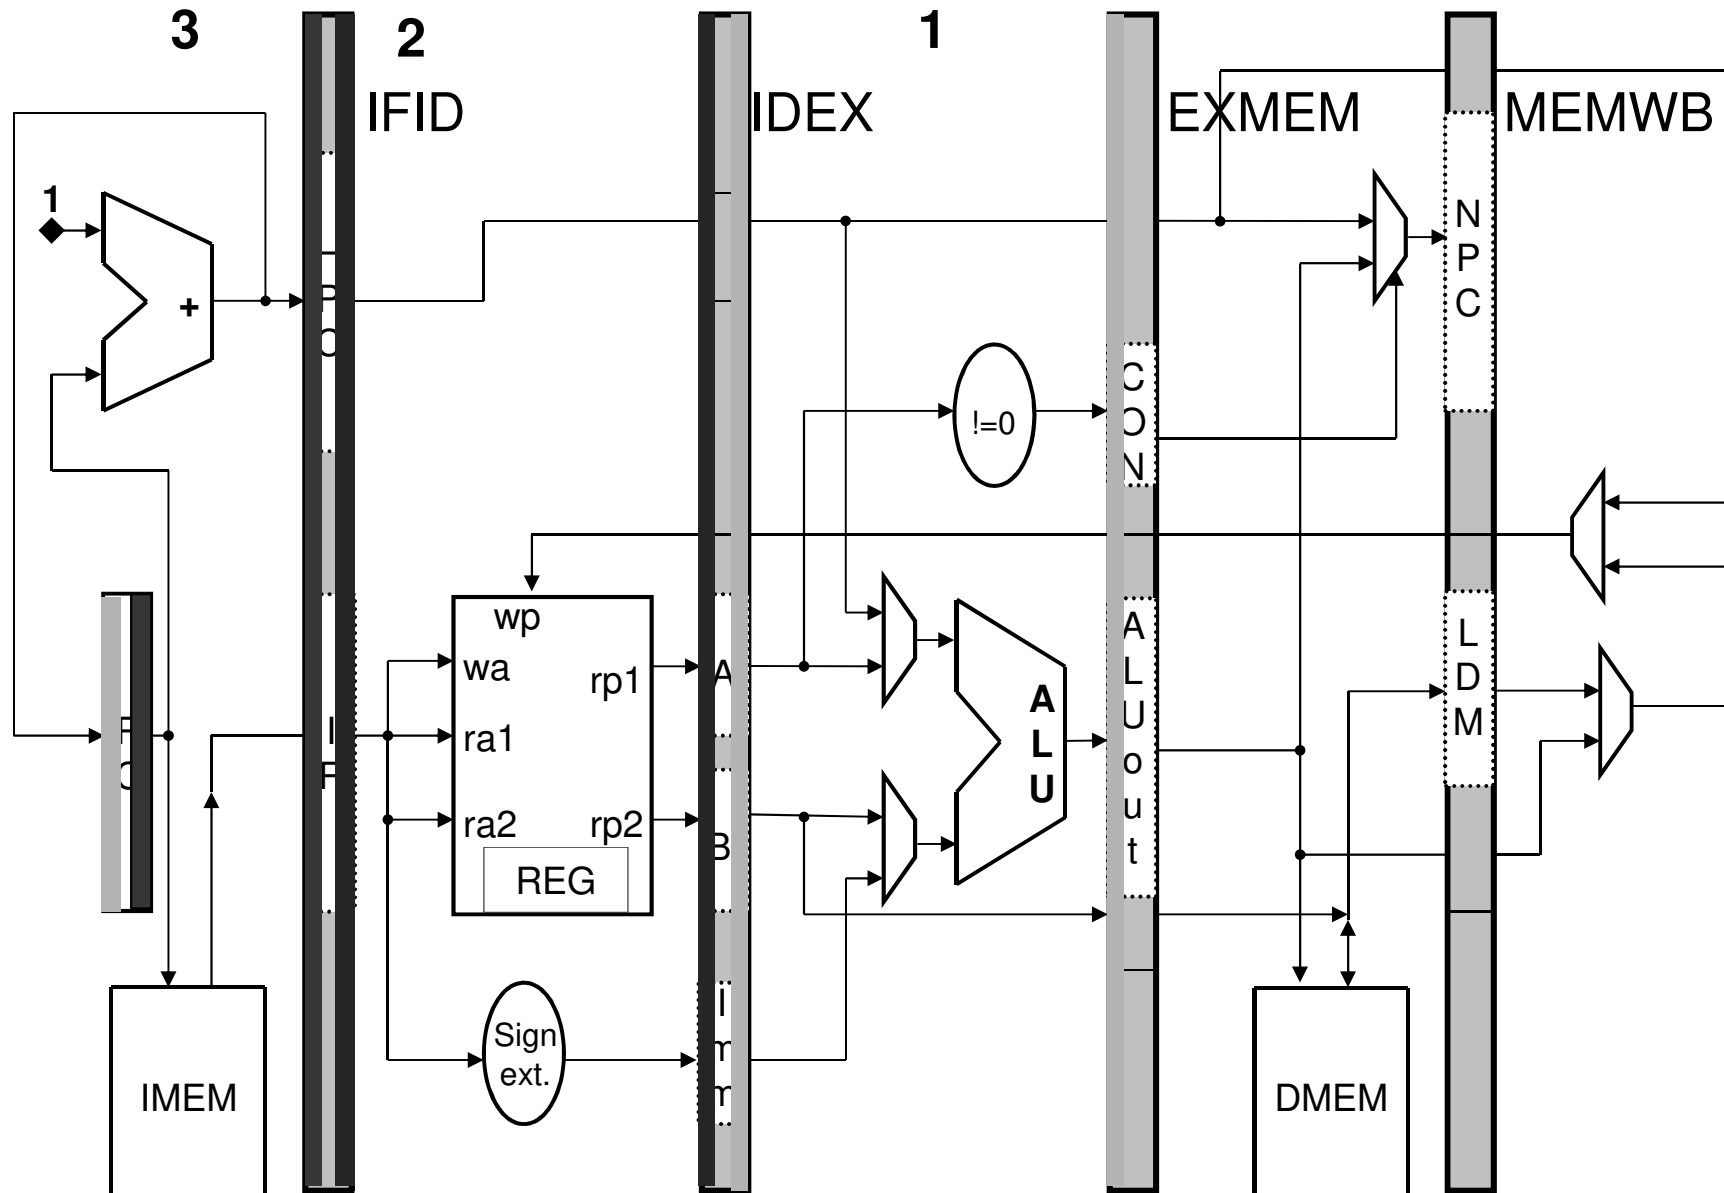 3
2
1
IFID
IDEX
EXMEM
MEMWB
1
+
N
P
C
C
O
N
!=0
wp
wa
ra1
ra2
rp1
rp2
REG
A
B
I
m
m
A
L
U
A
L
U
o
u
t
L
D
M
Sign
ext.
IMEM
DMEM